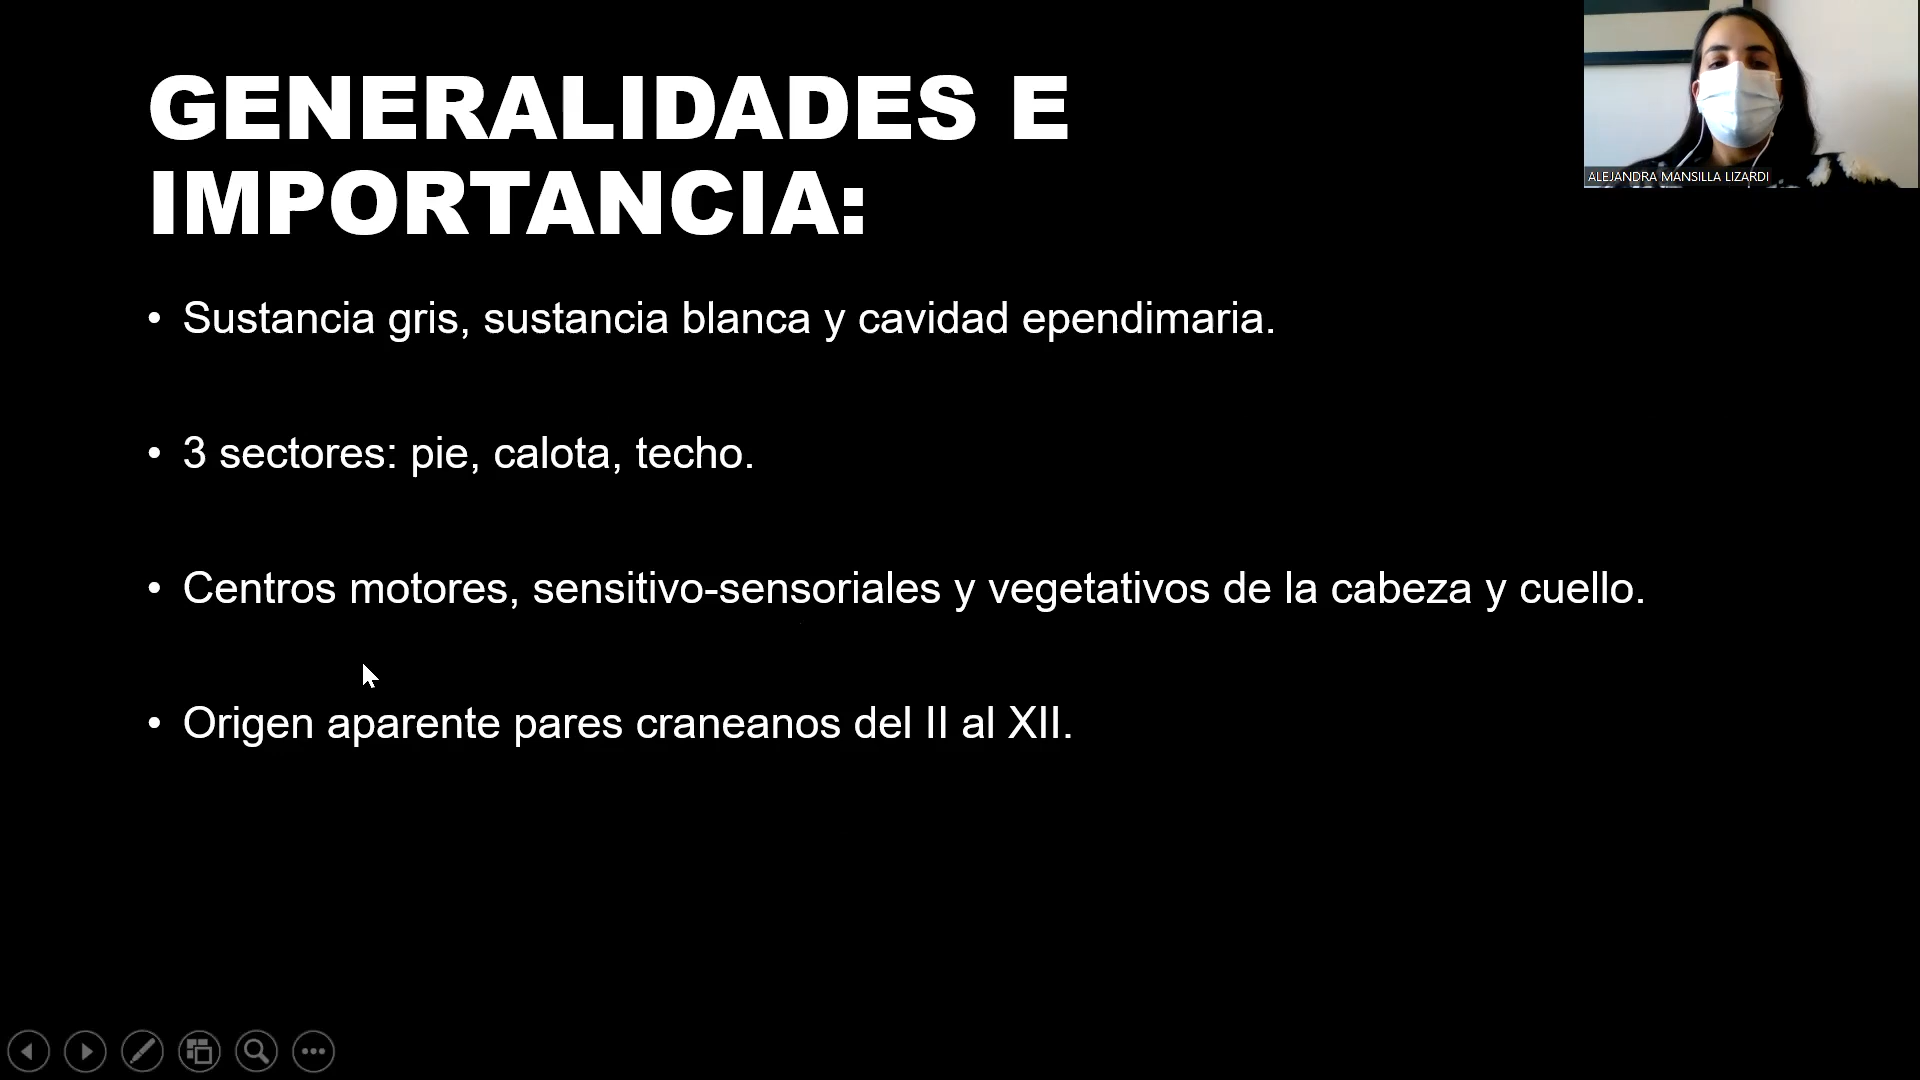 GENERALIDADES E
IMPORTANCIA:
ALEJANDRA MANSILLA LIZARDI
• Sustancia gris, sustancia blanca y cavidad ependimaria.
• 3 sectores: pie, calota, techo.
• Centros motores, sensitivo-sensoriales y vegetativos de la cabeza y cuello.
• Origen aparente pares craneanos del II al XII.